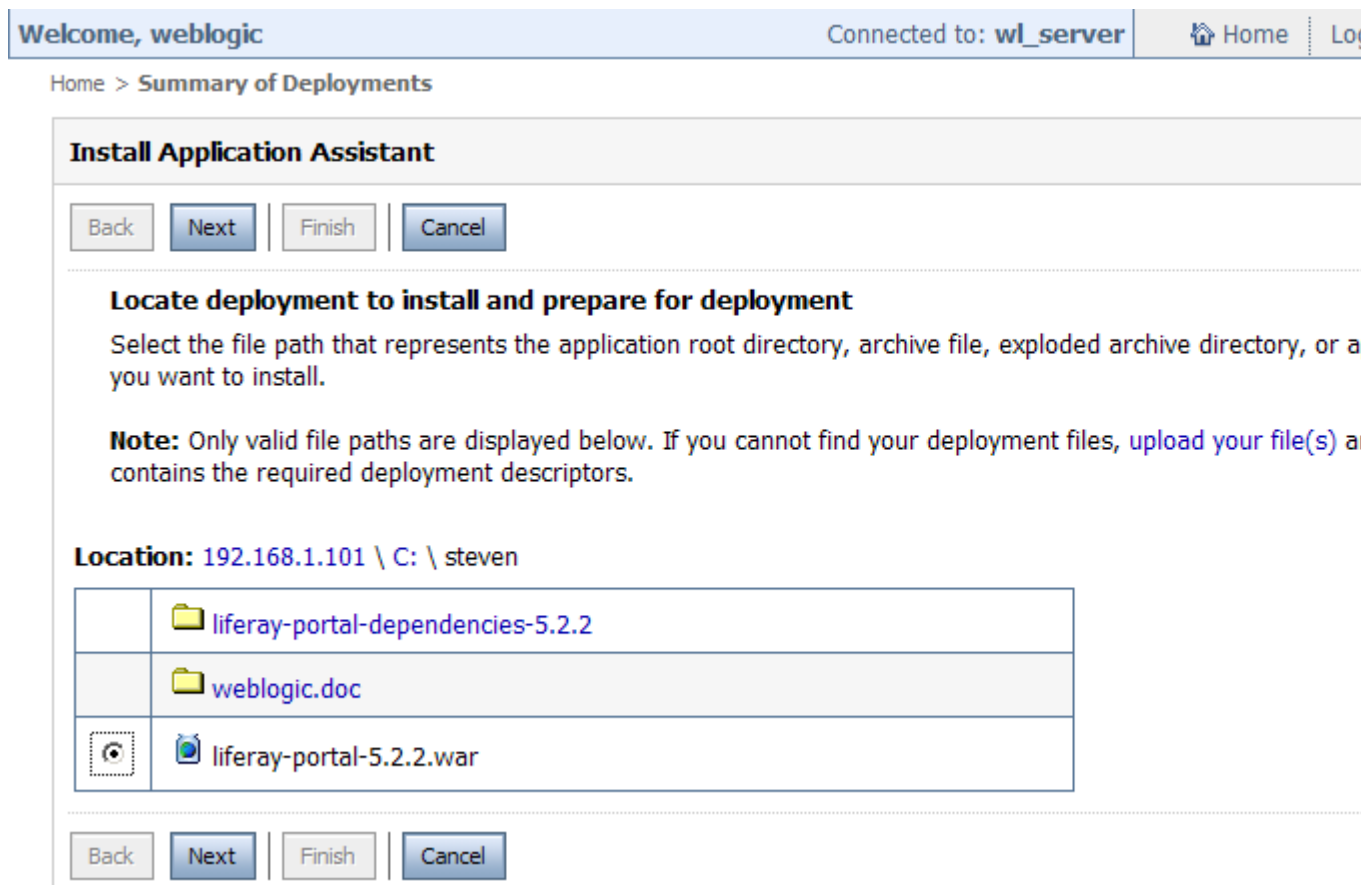 Welcome, weblogic Connected to: wl_server Home
Home > Summary of Deployments
Install Application Assistant
Back Next Finish Cancel
Locate deployment to install and prepare for deployment
Select the file path that represents the application root directory, archive file, exploded archive directory, or
you want to install.
Note: Only valid file paths are displayed below. If you cannot find your deployment files, upload your file(s)
contains the required deployment descriptors.
Location: 192.168.1.101 \ C: \ steven
liferay-portal-dependencies-5.2.2
weblogic.doc
liferay-portal-5.2.2.war
Back Next Finish Cancel